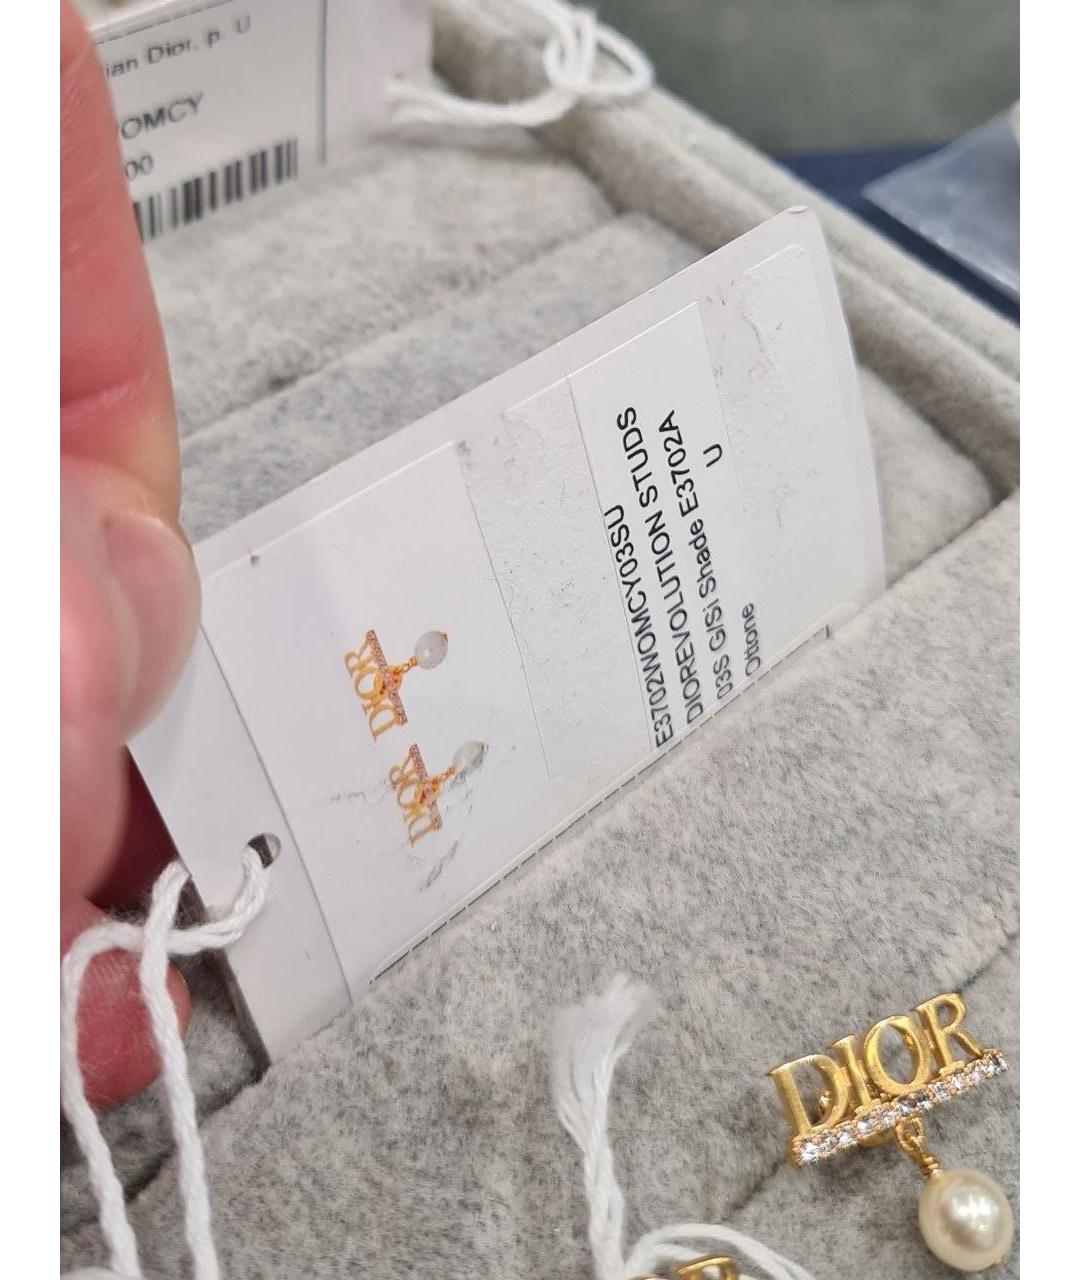 ian Dior, p. U
OMCY
00
E3702WOMCY03SU
DIOREVOLUTION STUDS
03S G/Si Shade E3702A
U
Ottone
DIOR
DIOR
DIOR